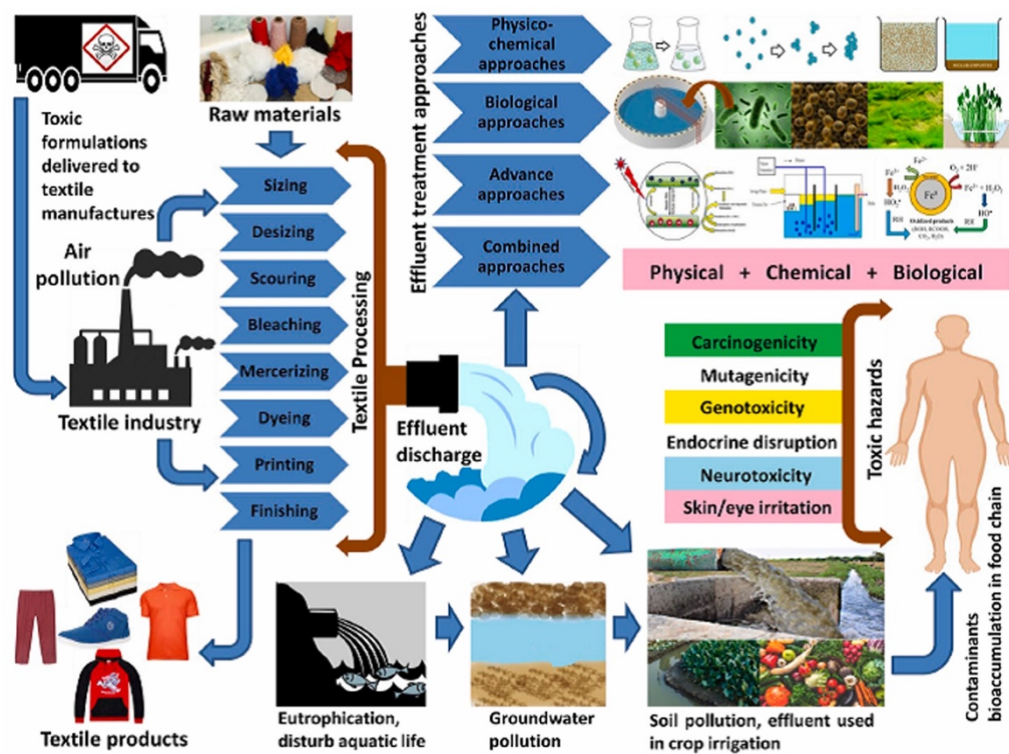 Toxic
formulations
delivered to
textile
manufactures
Raw materials
Air
pollution
Textile industry
Sizing
Desizing
Scouring
Bleaching
Mercerizing
Dyeing
Printing
Finishing
Textile Processing
Textile products
Effluent treatment approaches
Physico-
chemical
approaches
Biological
approaches
Advance
approaches
Combined
approaches
Physical + Chemical + Biological
Effluent
discharge
Carcinogenicity
Mutagenicity
Genotoxicity
Endocrine disruption
Neurotoxicity
Skin/eye irritation
Toxic hazards
Eutrophication,
disturb aquatic life
Groundwater
pollution
Soil pollution, effluent used
in crop irrigation
Contaminants
bioaccumulation in food chain